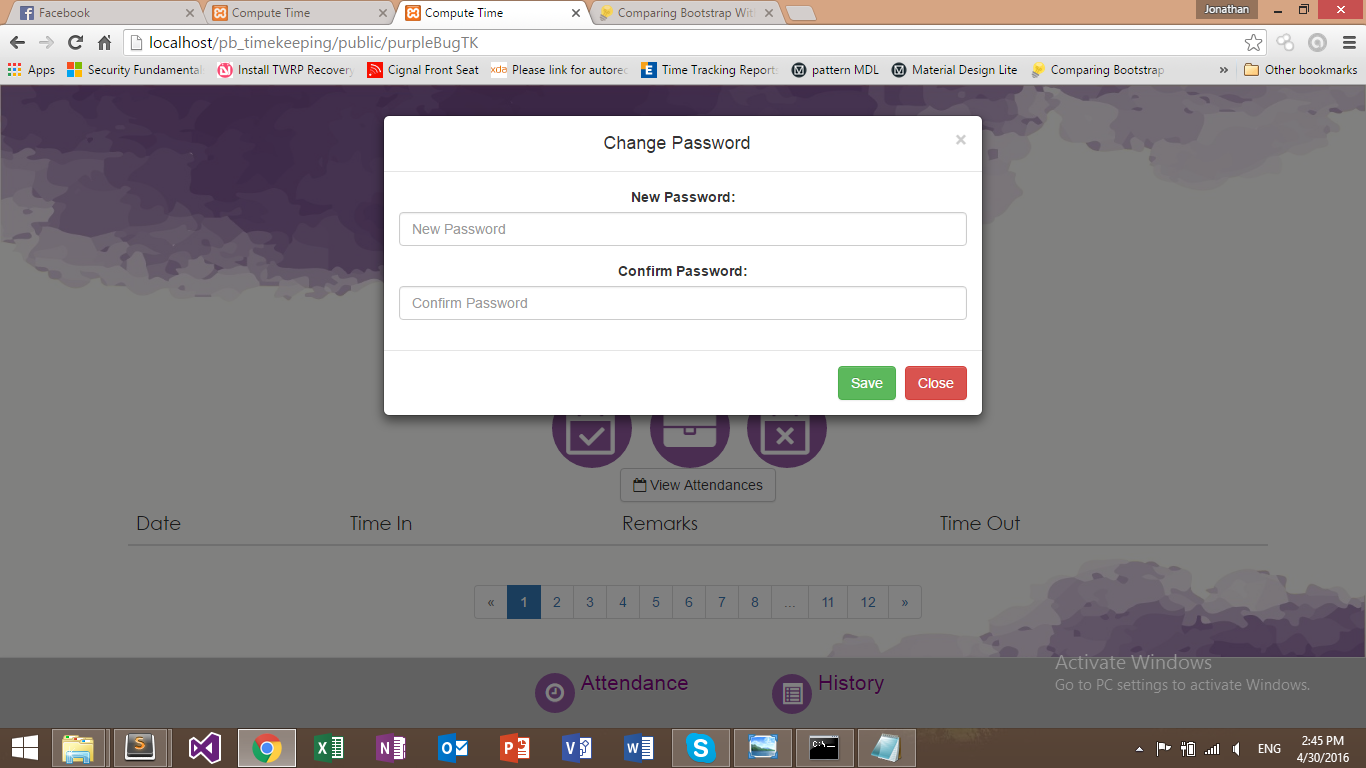 Facebook
Compute Time
Compute Time
Comparing Bootstrap Wit
Jonathan
localhost/pb_timekeeping/public/purpleBugTK
Apps
Security Fundamenta
Install TWRP Recovery
Cignal Front Seat
xda
Please link for autorec
Time Tracking Report
pattern MDL
Material Design Lite
Comparing Bootstrap
»
Other bookmarks
Change Password
×
New Password:
New Password
Confirm Password:
Confirm Password
Save
Close
View Attendances
Date
Time In
Remarks
Time Out
« 1 2 3 4 5 6 7 8 ... 11 12 »
Activate Windows
Go to PC settings to activate Windows.
Attendance
History
ENG
2:45 PM
4/30/2016